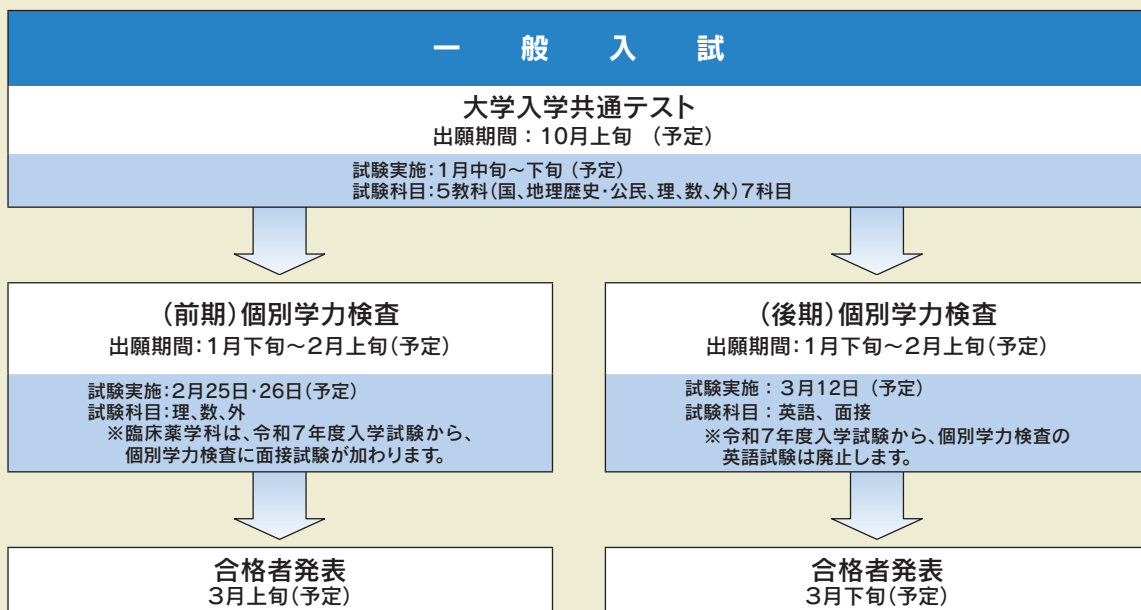 一般入試
大学入学共通テスト
出願期間：10月上旬 （予定）
試験実施:1月中旬～下旬（予定）
試験科目:5教科(国、地理歴史・公民、理、数、外)7科目
(前期)個別学力検査
出願期間:1月下旬～2月上旬(予定)
試験実施:2月25日・26日(予定)
試験科目:理、数、外
※臨床薬学科は、令和7年度入学試験から、
個別学力検査に面接試験が加わります。
合格者発表
3月上旬(予定)
(後期)個別学力検査
出願期間:1月下旬～2月上旬(予定)
試験実施：3月12日（予定）
試験科目：英語、面接
※令和7年度入学試験から、個別学力検査の
英語試験は廃止します。
合格者発表
3月下旬(予定)